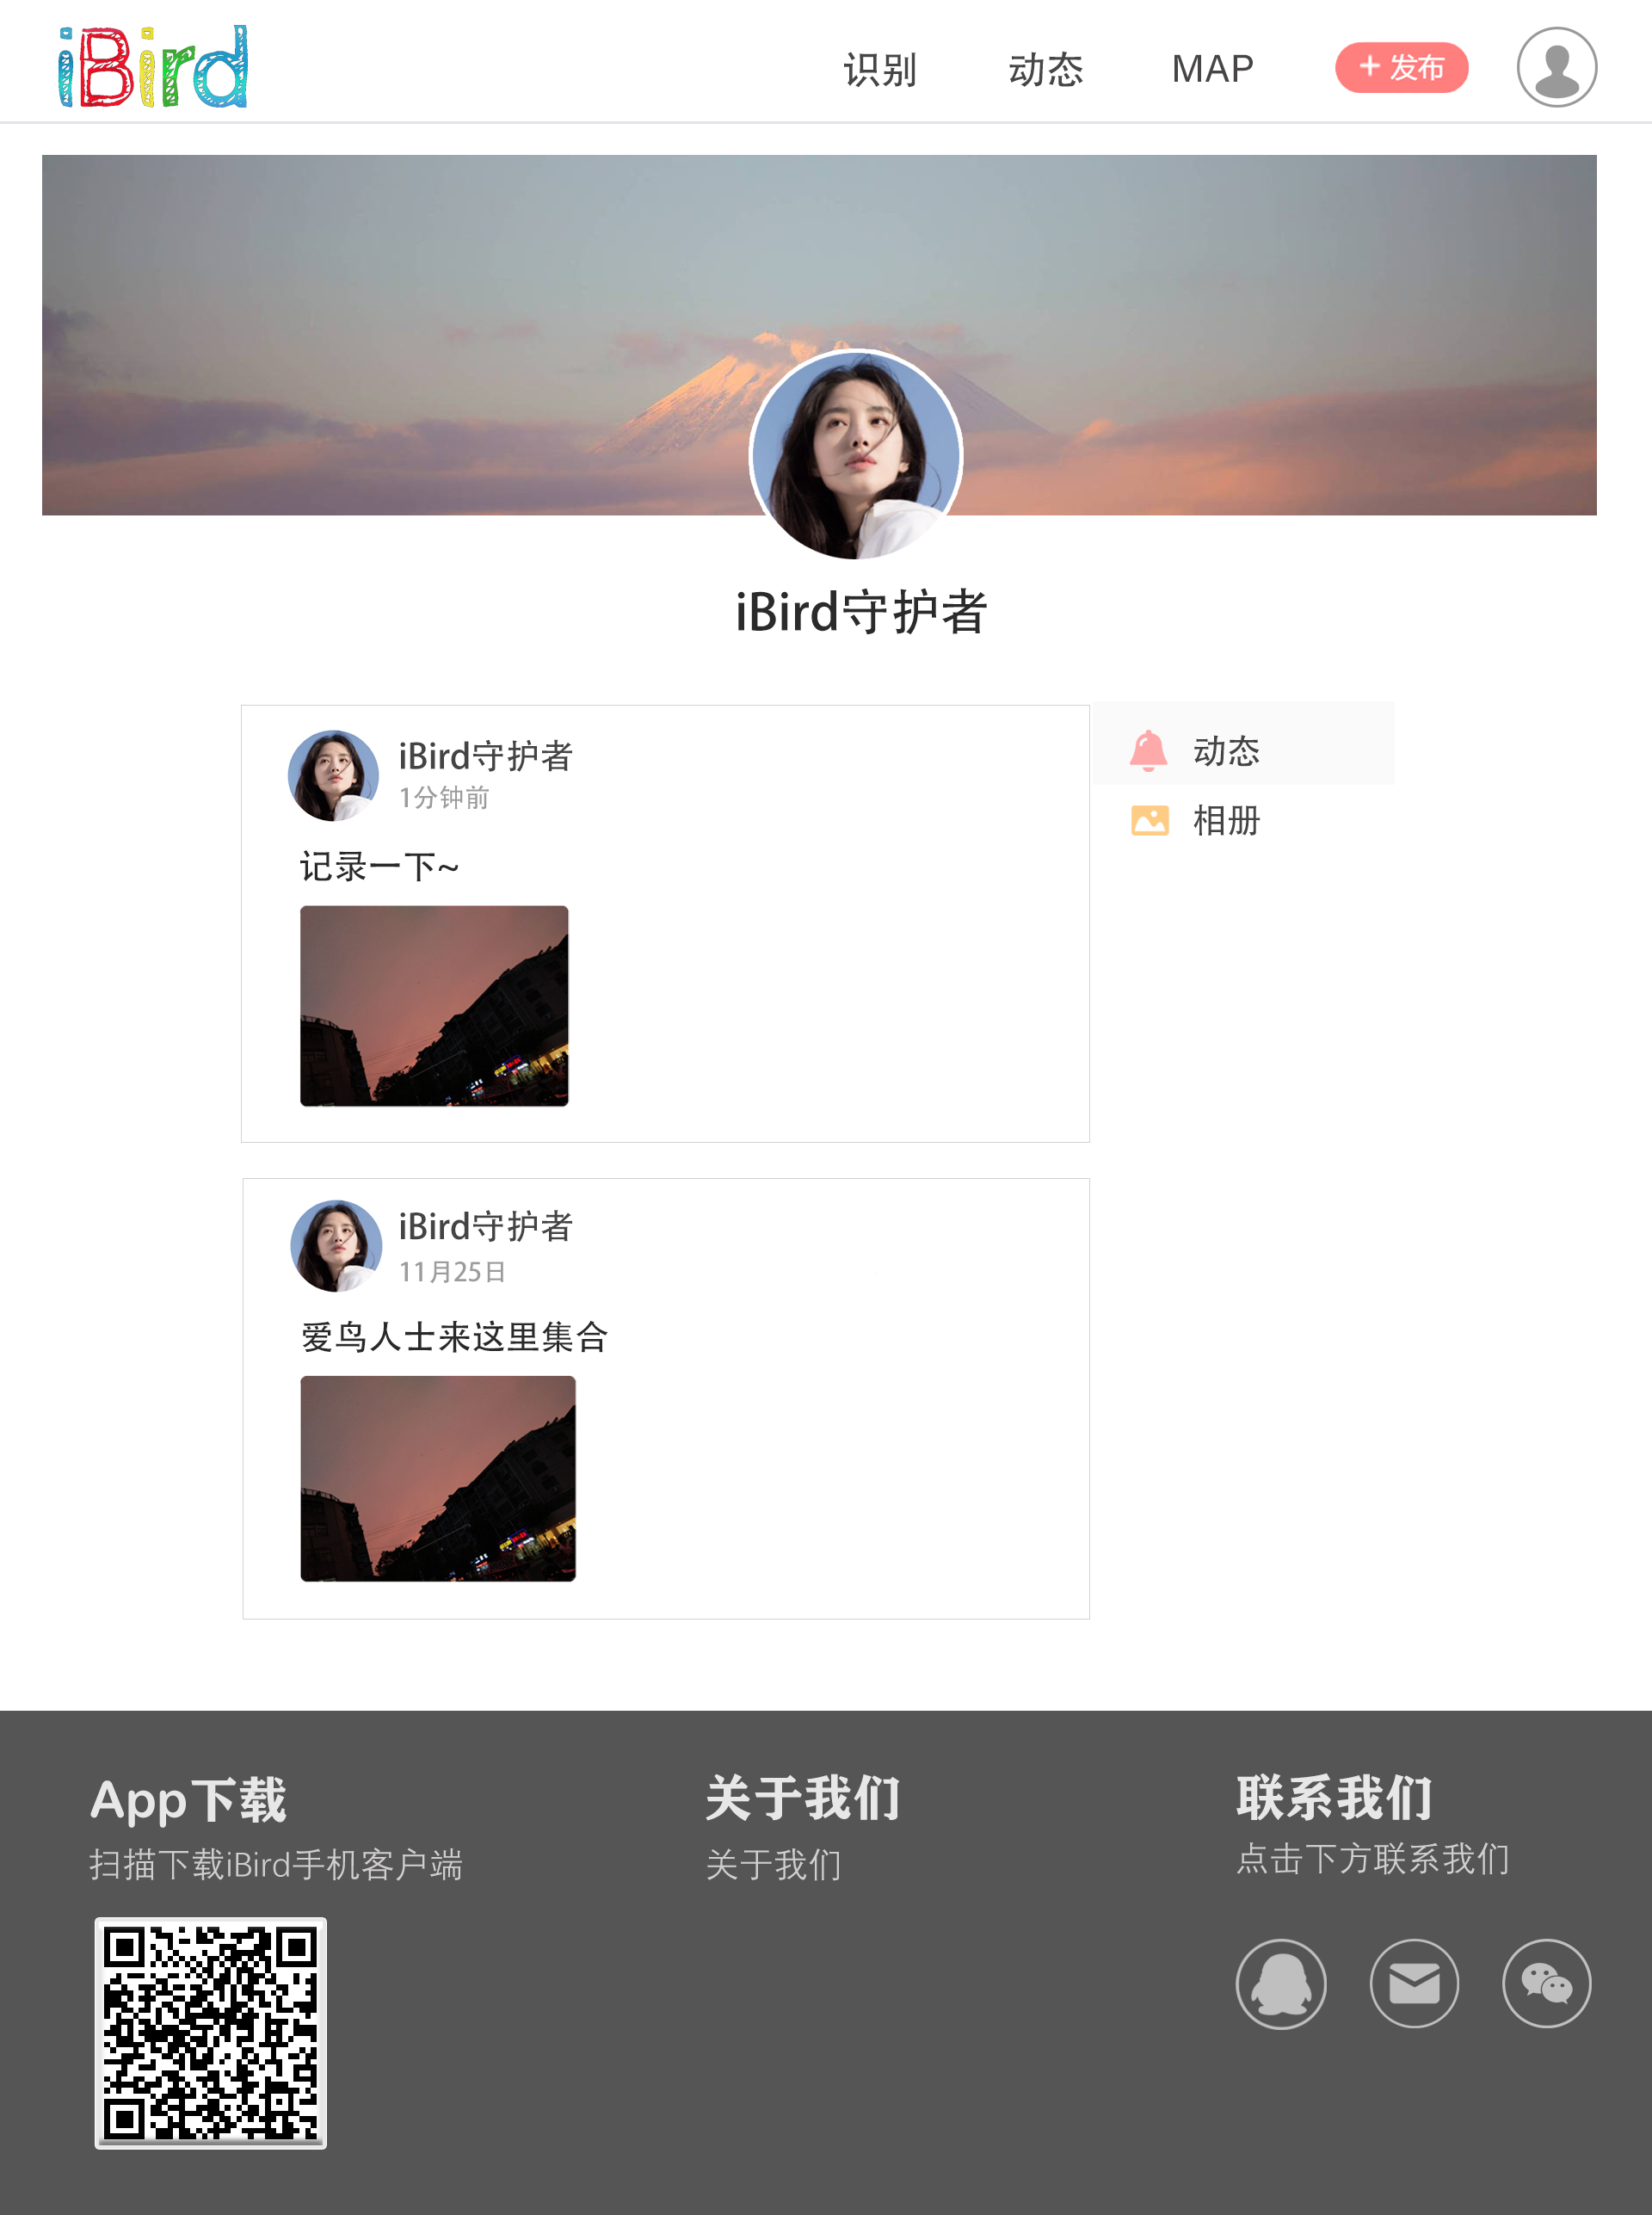 iBird
识别
动态
MAP
+ 发布
iBird守护者
iBird守护者
1分钟前
记录一下~
动态
相册
iBird守护者
11月25日
爱鸟人士来这里集合
App下载
扫描下载iBird手机客户端
关于我们
关于我们
联系我们
点击下方联系我们